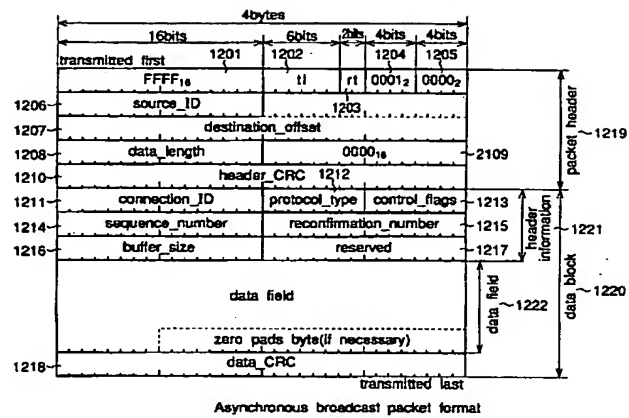 4bytes
16bits 6bits 2bits 4bits 4bits
transmitted first 1201 1202 1204 1205
FFFF₁₆ tl rt 0001₂ 0000₂
1206 source_ID 1203
1207 destination_offset
1208 data_length 0000₁₆ 2109
1210 header_CRC 1212
1211 connection_ID protocol_type control_flags 1213
1214 sequence_number reconfirmation_number 1215
1216 buffer_size reserved 1217
data field
zero pads byte(if necessary)
1218 data_CRC
transmitted last
packet_header 1219
header information 1221
data block 1220
data field 1222
Asynchronous broadcast packet format